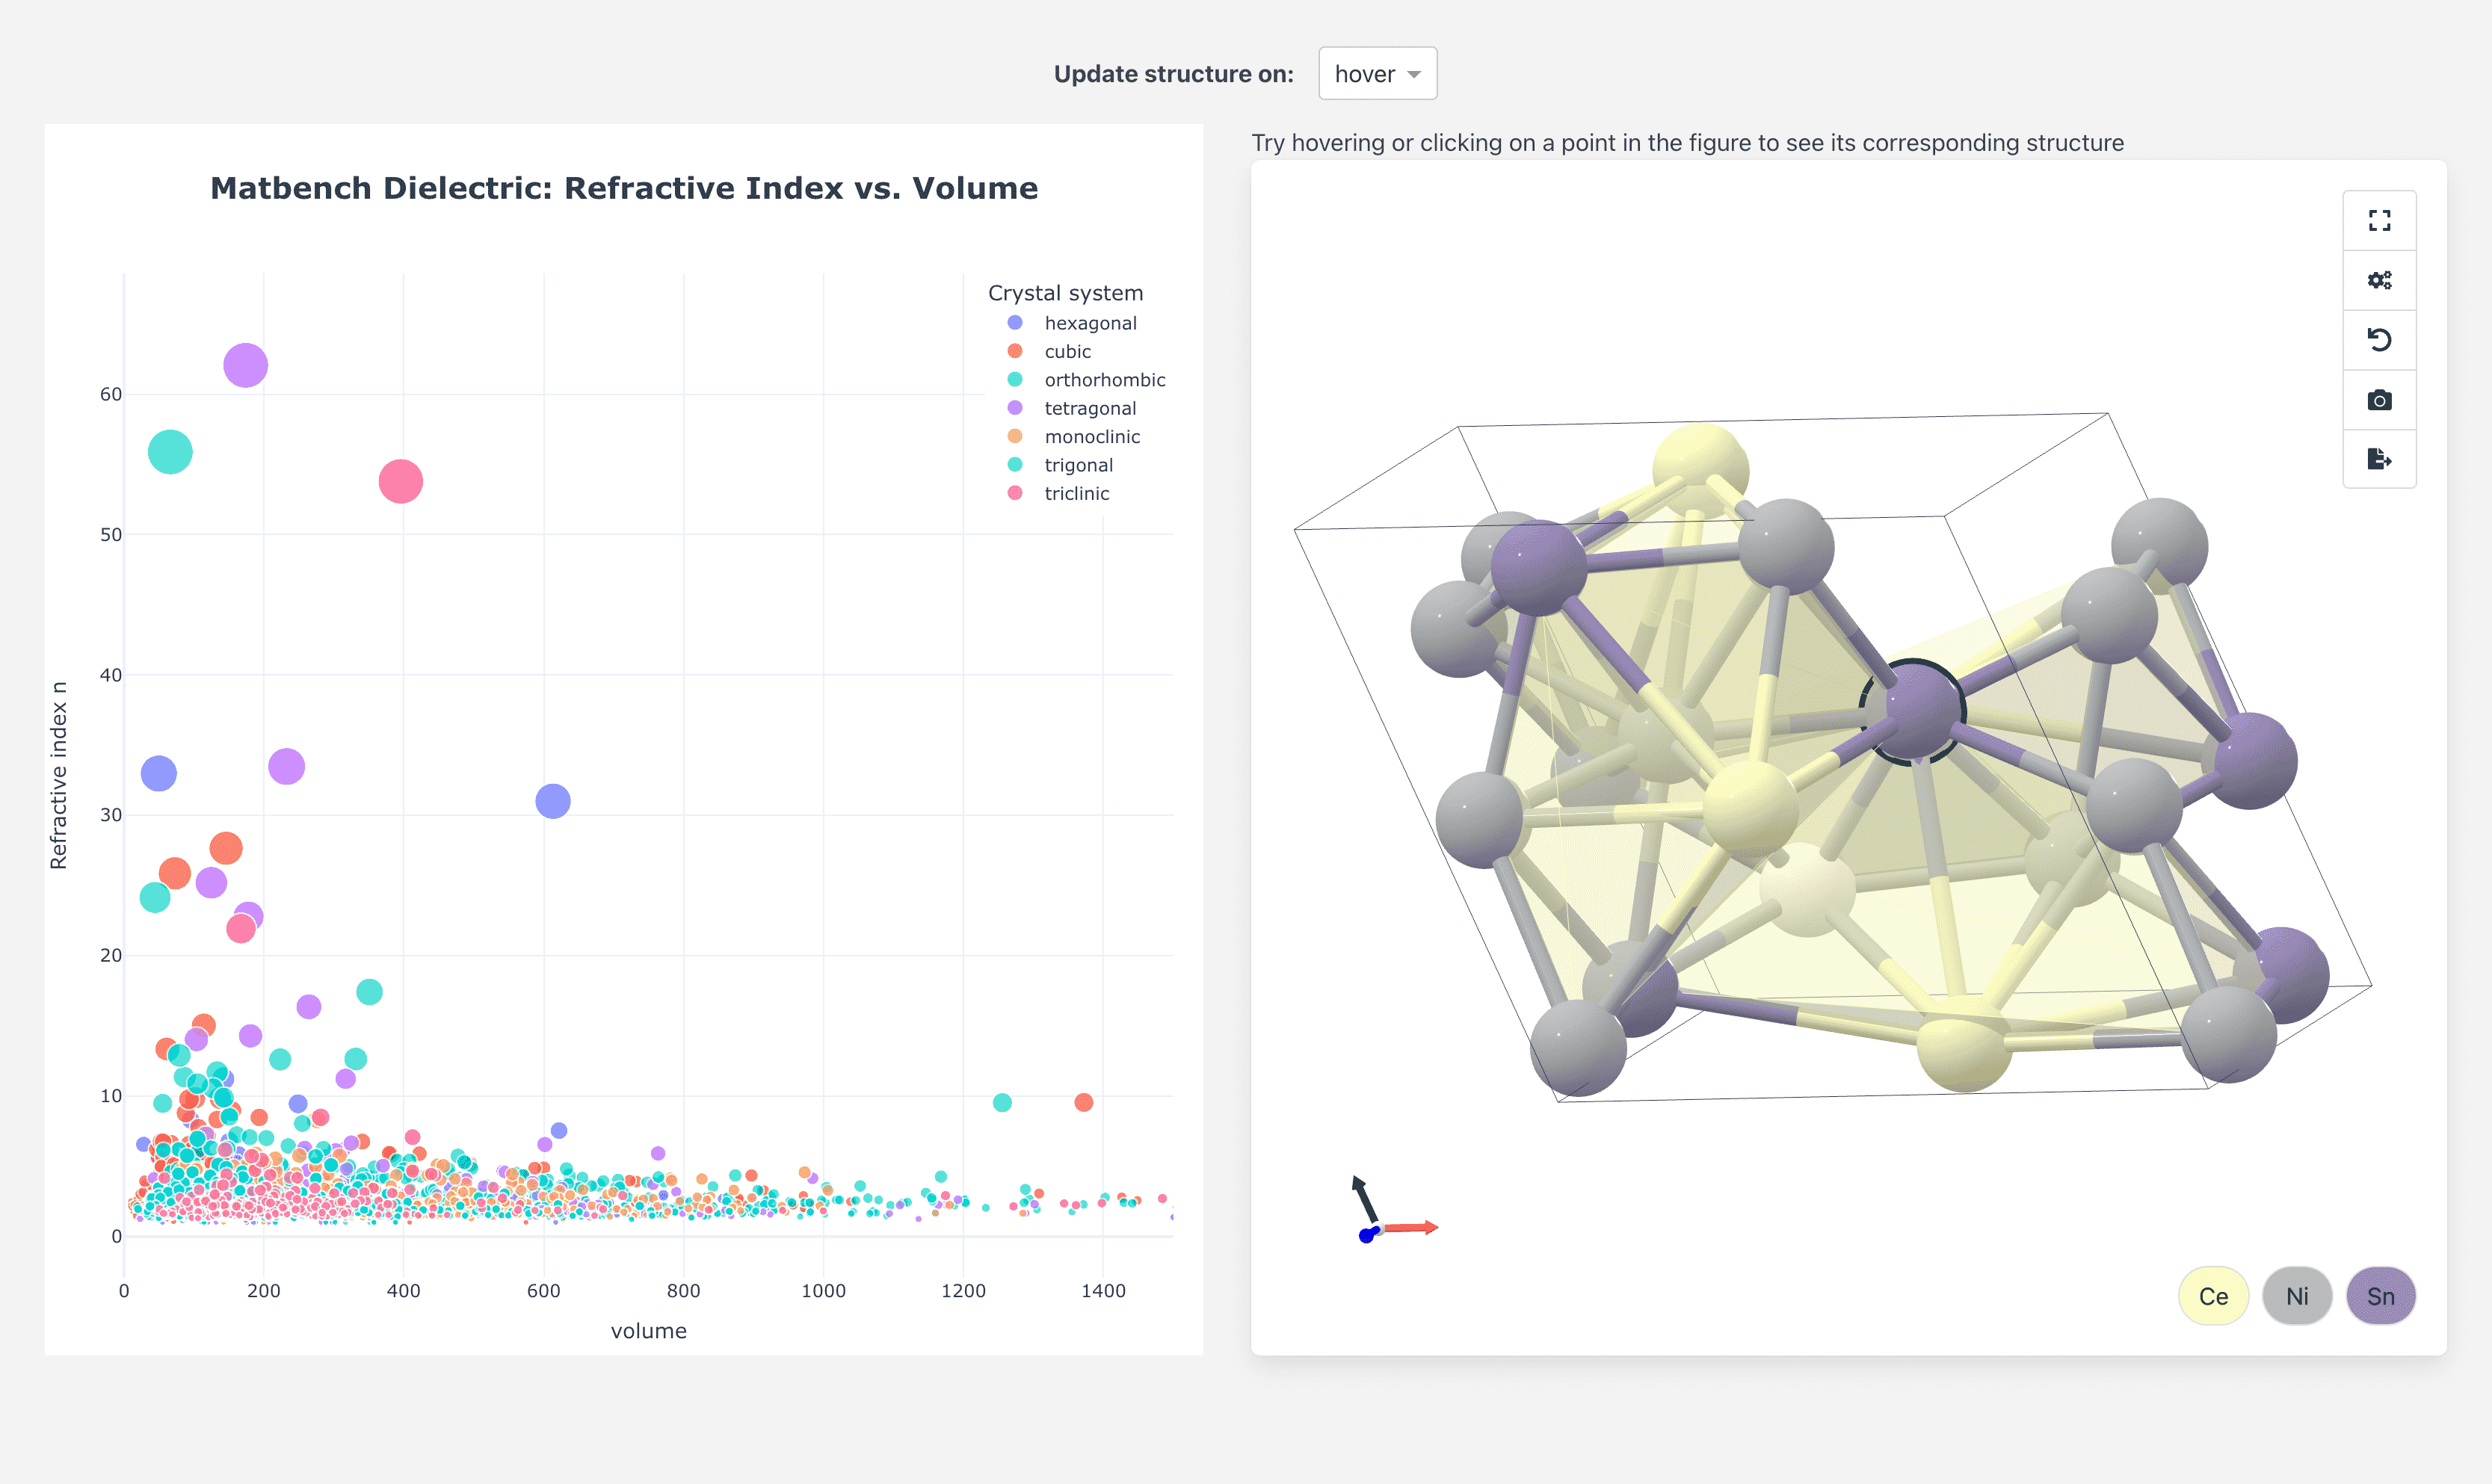 Update structure on: hover
Try hovering or clicking on a point in the figure to see its corresponding structure
Matbench Dielectric: Refractive Index vs. Volume
Crystal system
hexagonal
cubic
orthorhombic
tetragonal
monoclinic
trigonal
triclinic
Refractive index n
60
50
40
30
20
10
0
0 200 400 600 800 1000 1200 1400
volume
Ce Ni Sn